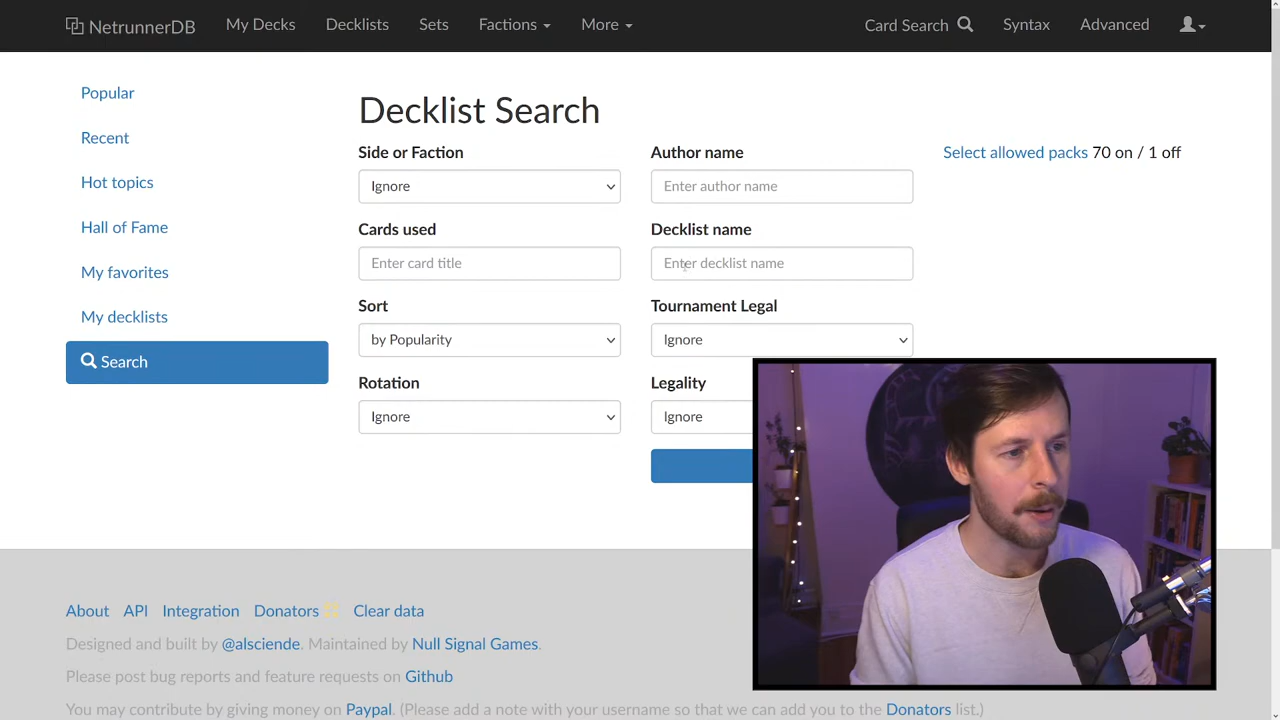 NetrunnerDB My Decks Decklists Sets Factions More Card Search Syntax Advanced
Popular
Recent
Hot topics
Hall of Fame
My favorites
My decklists
Search
Decklist Search
Side or Faction
Ignore
Author name
Enter author name
Select allowed packs 70 on / 1 off
Cards used
Enter card title
Decklist name
Enter decklist name
Sort
by Popularity
Tournament Legal
Ignore
Rotation
Ignore
Legality
Ignore
About API Integration Donators Clear data
Designed and built by @alsciende. Maintained by Null Signal Games.
Please post bug reports and feature requests on Github
You may contribute by giving money on Paypal. (Please add a note with your username so that we can add you to the Donators list.)